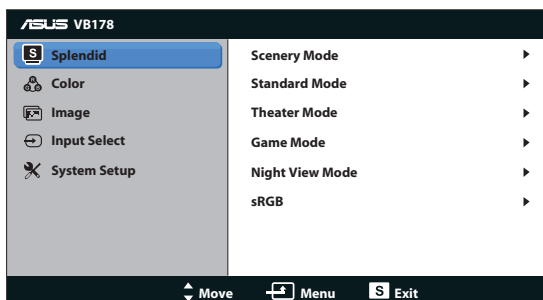 ASUS VB178
S Splendid
Color
Image
Input Select
System Setup
Scenery Mode
Standard Mode
Theater Mode
Game Mode
Night View Mode
sRGB
Move Menu S Exit